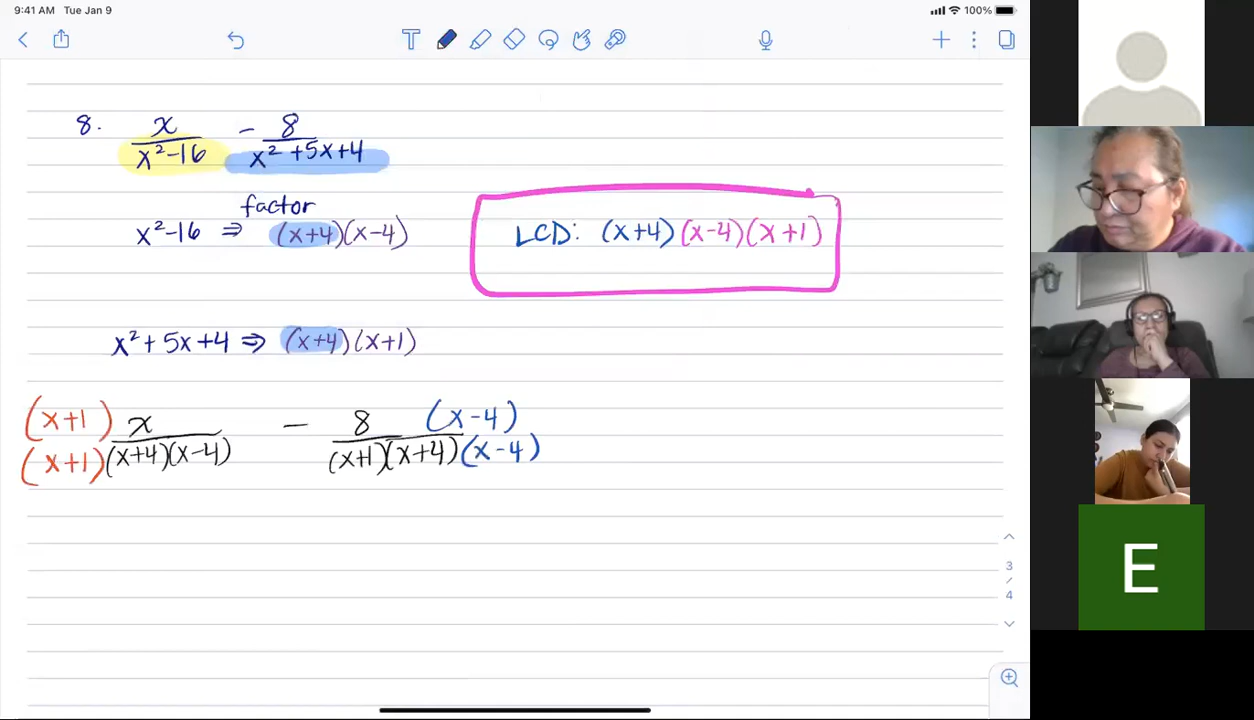 9:41 AM Tue Jan 9
100%
8. x/(x²-16) - 8/(x²+5x+4)
factor
x²-16 ⇒ (x+4)(x-4)
LCD: (x+4)(x-4)(x+1)
x²+5x+4 ⇒ (x+4)(x+1)
(x+1) x - 8 (x-4)
(x+1)(x+4)(x-4) (x+1)(x+4)(x-4)
3
/
4
E